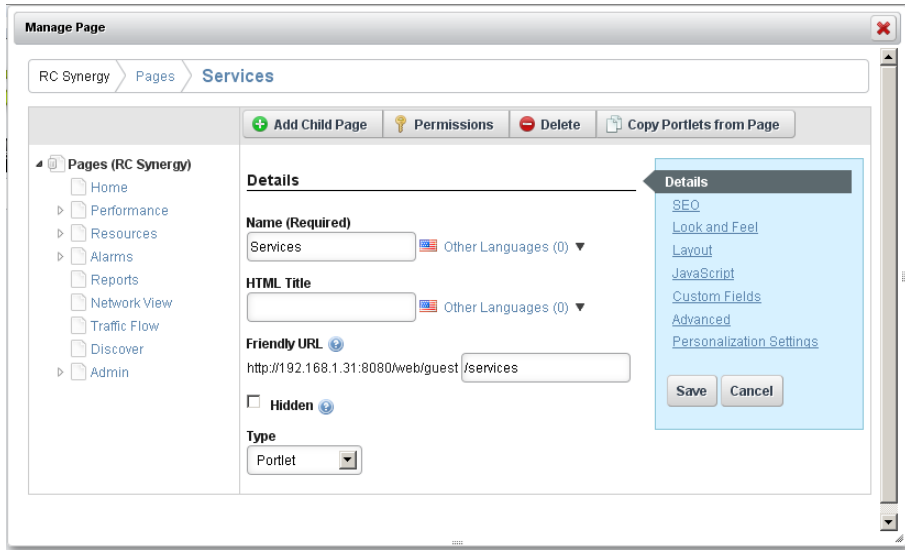 Manage Page
RC Synergy Pages Services
Add Child Page Permissions Delete Copy Portlets from Page
Pages (RC Synergy)
Home
Performance
Resources
Alarms
Reports
Network View
Traffic Flow
Discover
Admin
Details
Name (Required)
Services Other Languages (0)
HTML Title
Other Languages (0)
Friendly URL
http://192.168.1.31:8080/web/guest /services
Hidden
Type
Portlet
Details
SEO
Look and Feel
Layout
JavaScript
Custom Fields
Advanced
Personalization Settings
Save Cancel